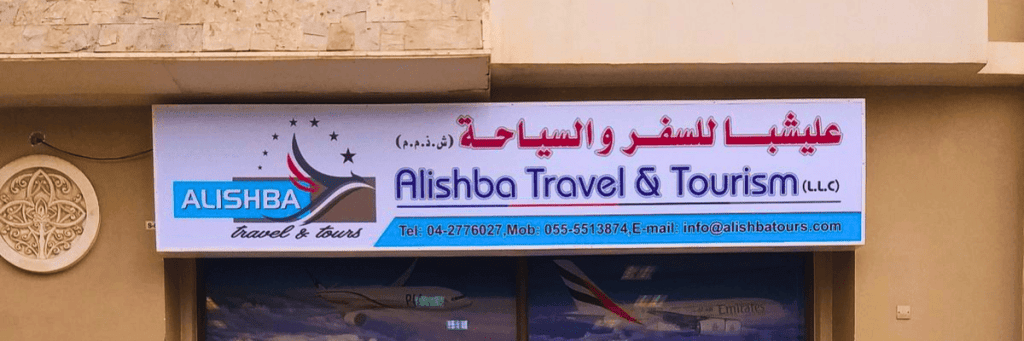 ALISHBA
travel & tours
عليشبا للسفر والسياحة (ش.ذ.م.م)
Alishba Travel & Tourism (L.L.C)
Tel: 04-2776027,Mob: 055-5513874,E-mail: info@alishbatours.com
Emirates